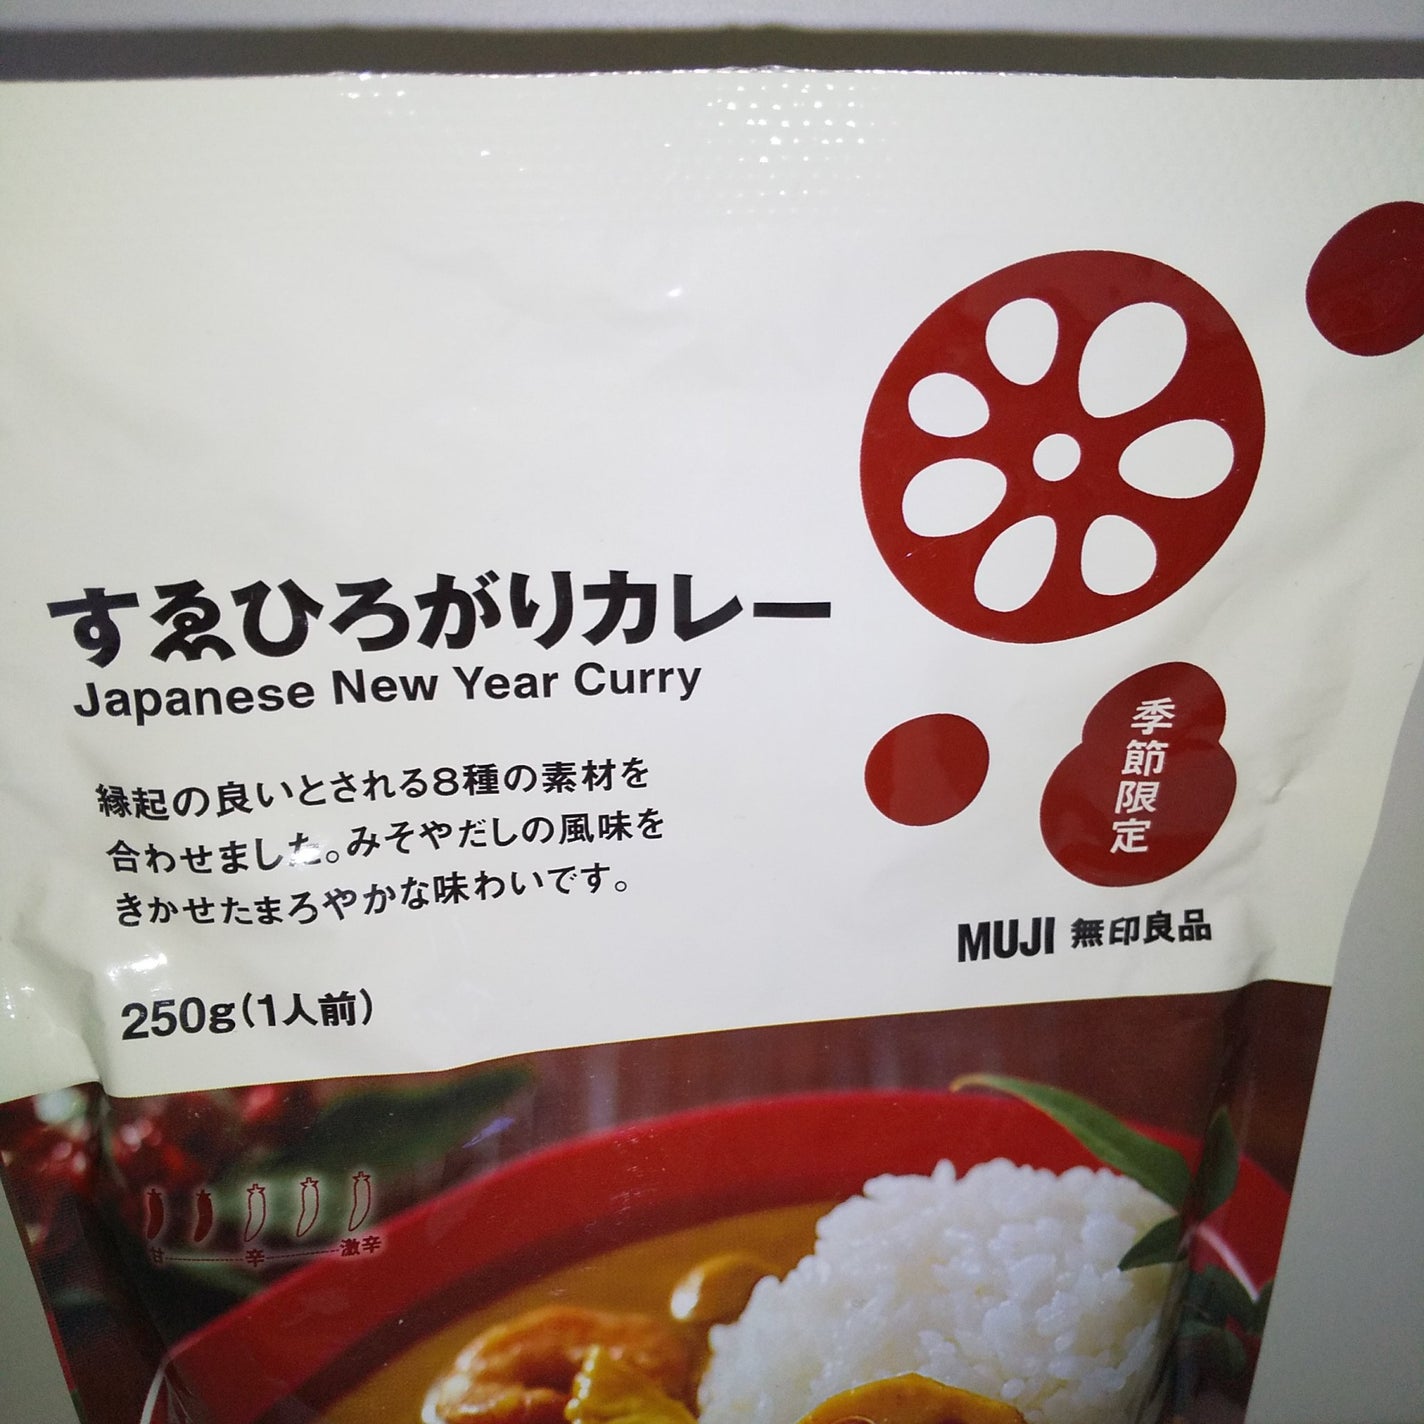 すゑひろがりカレー
Japanese New Year Curry
縁起の良いとされる8種の素材を
合わせました。みそやだしの風味を
きかせたまろやかな味わいです。
250g(1人前)
季節限定
MUJI 無印良品
甘 辛 激辛